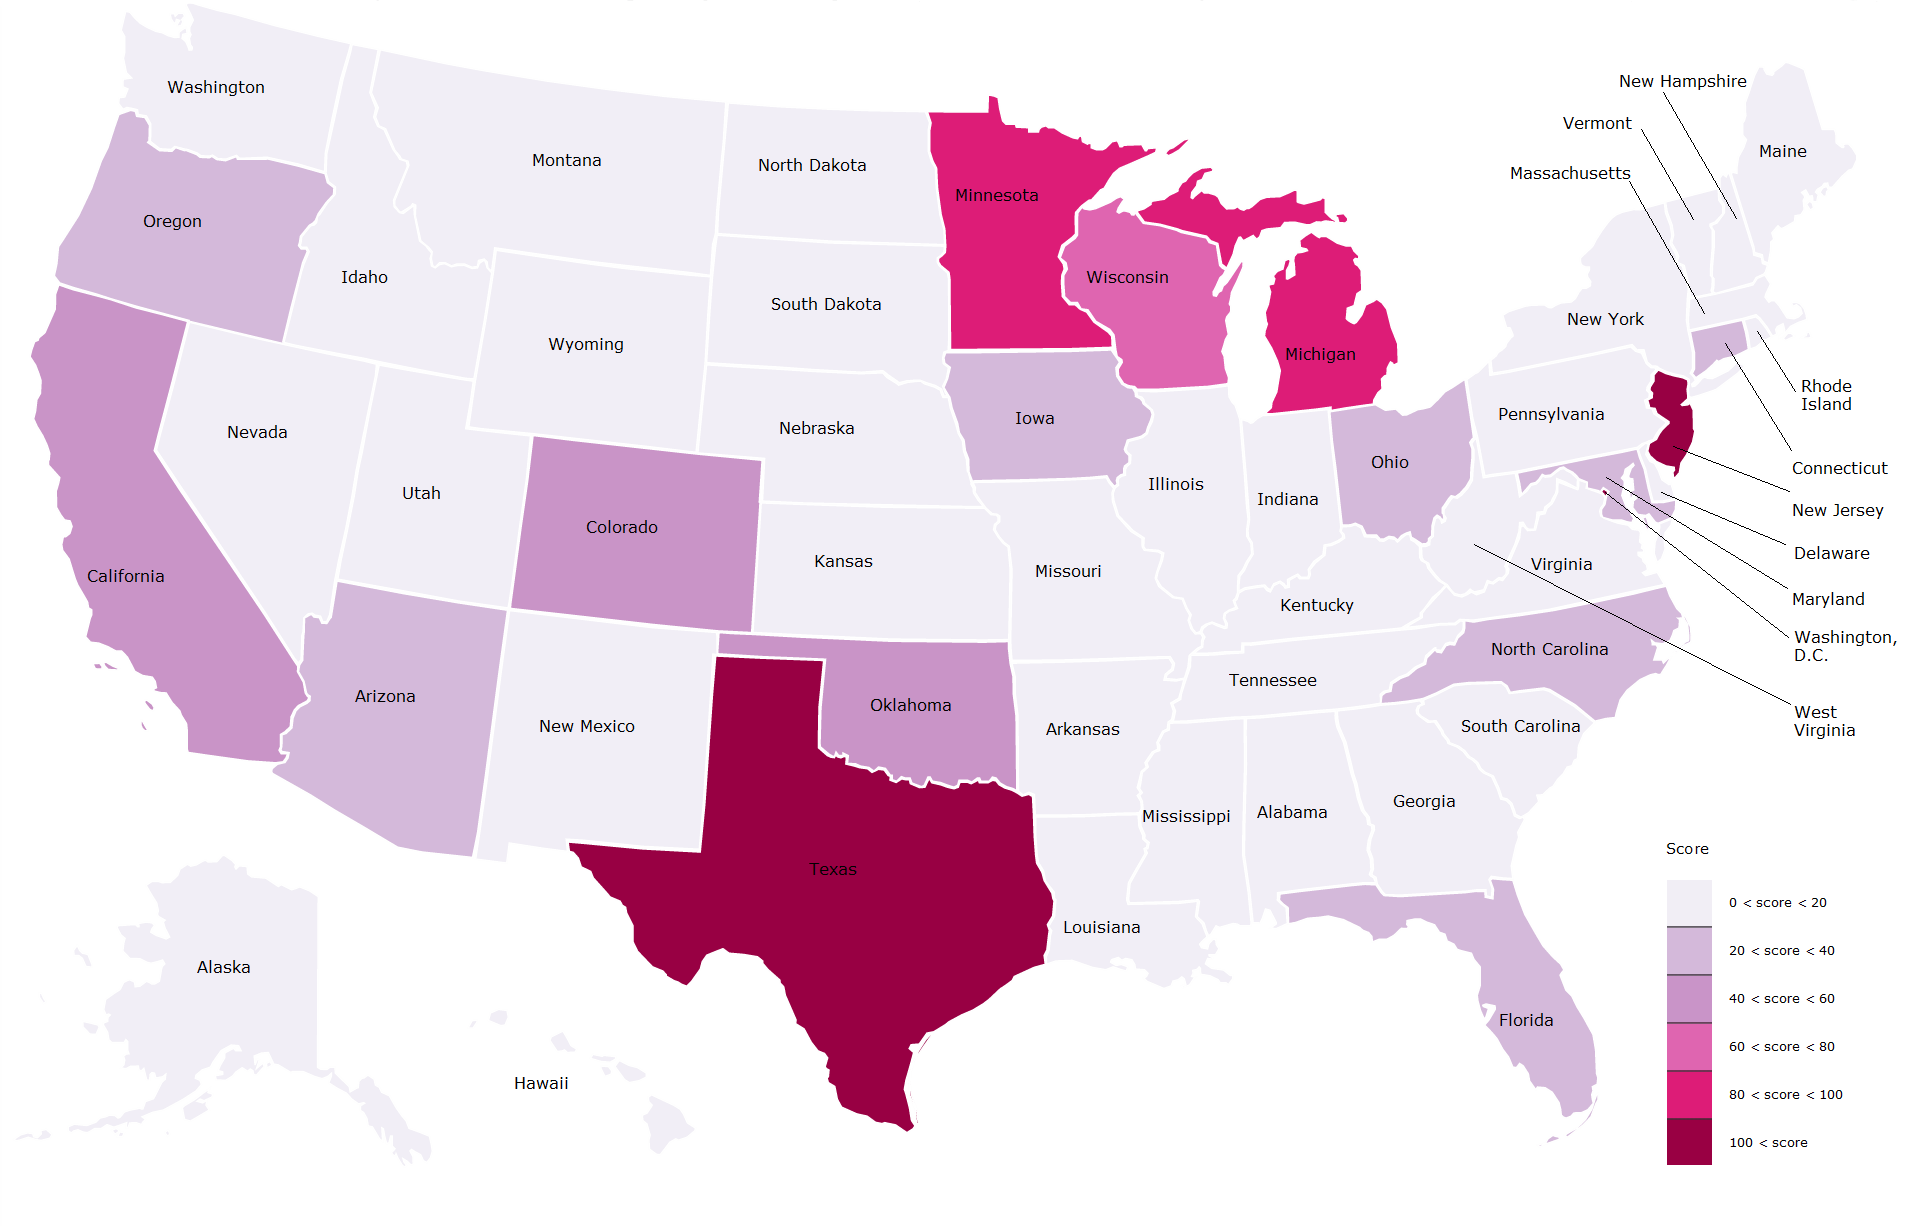 Washington
New Hampshire
Vermont
Maine
Montana
North Dakota
Massachusetts
Minnesota
Oregon
Idaho
Wisconsin
South Dakota
New York
Wyoming
Michigan
Rhode
Island
Pennsylvania
Iowa
Nebraska
Nevada
Ohio
Connecticut
Illinois
Utah
Indiana
New Jersey
Colorado
Delaware
Kansas
Virginia
Missouri
California
Maryland
Kentucky
Washington,
D.C.
North Carolina
Tennessee
Arizona
Oklahoma
West
Virginia
New Mexico
South Carolina
Arkansas
Georgia
Alabama
Mississippi
Score
Texas
0 < score < 20
Louisiana
20 < score < 40
Alaska
40 < score < 60
Florida
60 < score < 80
Hawaii
80 < score < 100
100 < score